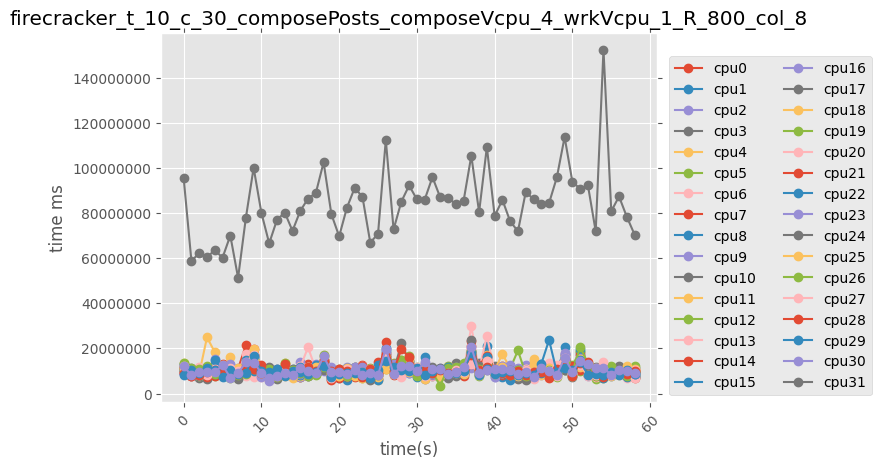 firecracker_t_10_c_30_composePosts_composeVcpu_4_wrkVcpu_1_R_800_col_8
140000000
120000000
100000000
80000000
60000000
40000000
20000000
0
time ms
0 10 20 30 40 50 60
time(s)
cpu0
cpu1
cpu2
cpu3
cpu4
cpu5
cpu6
cpu7
cpu8
cpu9
cpu10
cpu11
cpu12
cpu13
cpu14
cpu15
cpu16
cpu17
cpu18
cpu19
cpu20
cpu21
cpu22
cpu23
cpu24
cpu25
cpu26
cpu27
cpu28
cpu29
cpu30
cpu31